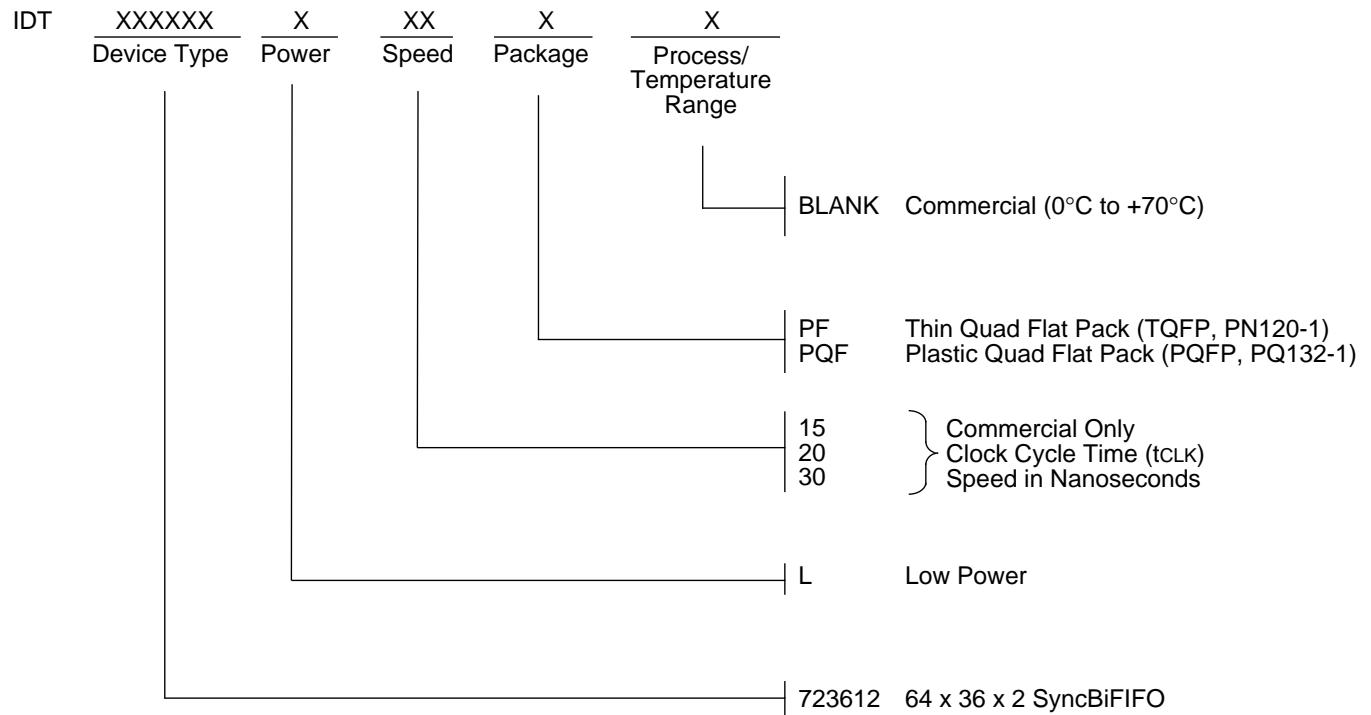 IDT XXXXXX X XX X X
Device Type Power Speed Package Process/
Temperature
Range
BLANK Commercial (0°C to +70°C)
PF Thin Quad Flat Pack (TQFP, PN120-1)
PQF Plastic Quad Flat Pack (PQFP, PQ132-1)
15 Commercial Only
20 Clock Cycle Time (tCLK)
30 Speed in Nanoseconds
L Low Power
723612 64 x 36 x 2 SyncBiFIFO